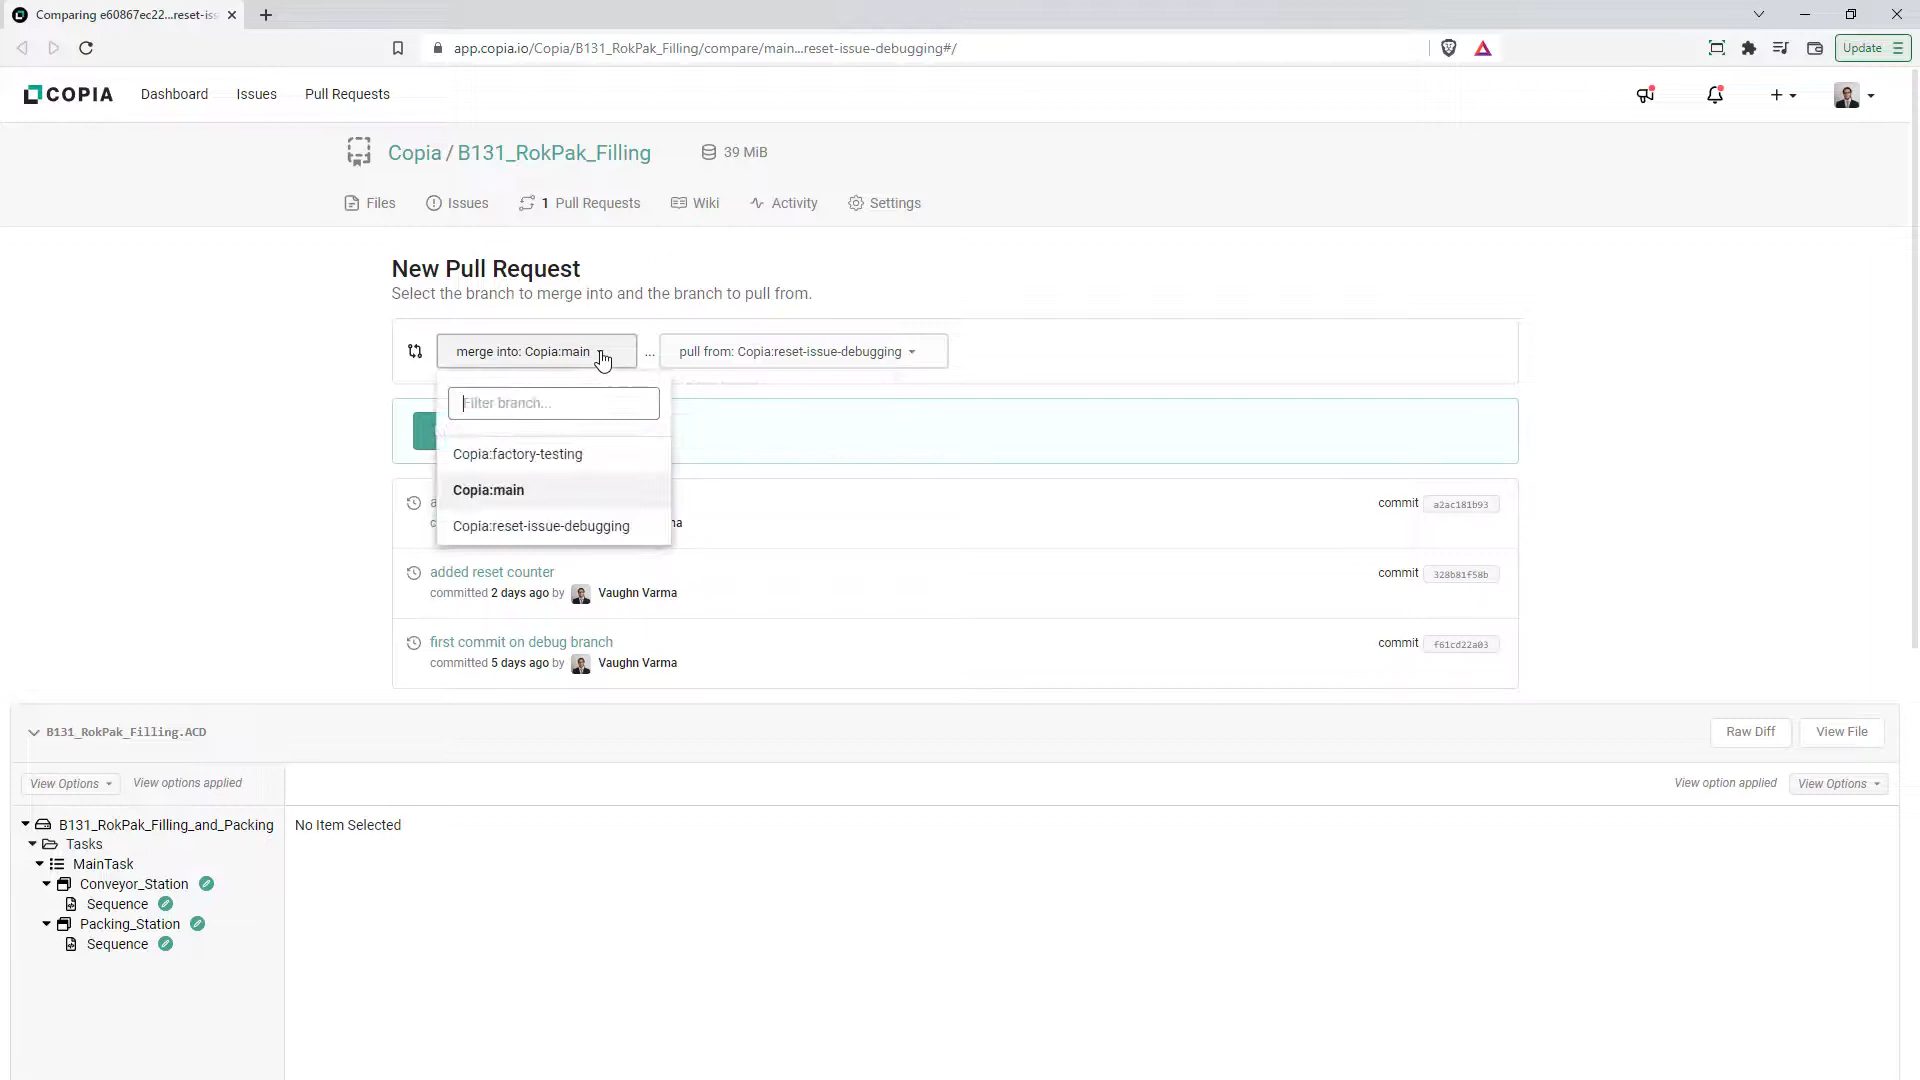 Comparing e60867ec22...reset-iss
app.copia.io/Copia/B131_RokPak_Filling/compare/main...reset-issue-debugging#/
Update
COPIA
Dashboard
Issues
Pull Requests
Copia / B131_RokPak_Filling
39 MiB
Files
Issues
1 Pull Requests
Wiki
Activity
Settings
New Pull Request
Select the branch to merge into and the branch to pull from.
merge into: Copia:main
...
pull from: Copia:reset-issue-debugging
Filter branch...
Copia:factory-testing
Copia:main
Copia:reset-issue-debugging
commit a2ac181b93
added reset counter
committed 2 days ago by Vaughn Varma
commit 328b81f58b
first commit on debug branch
committed 5 days ago by Vaughn Varma
commit f61cd22a03
B131_RokPak_Filling.ACD
Raw Diff
View File
View Options
View options applied
View option applied
View Options
B131_RokPak_Filling_and_Packing
No Item Selected
Tasks
MainTask
Conveyor_Station
Sequence
Packing_Station
Sequence